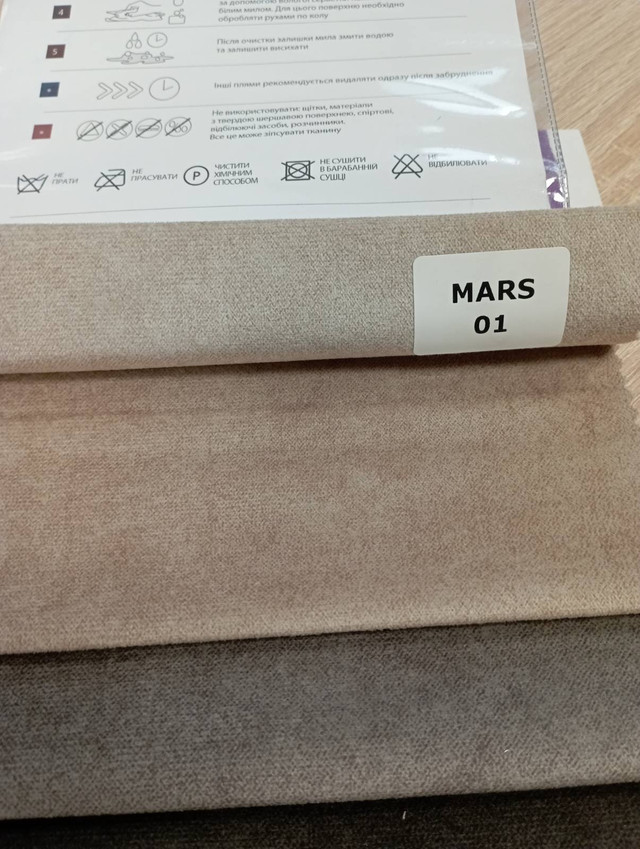 4
за допомогою
білим милом. Для цього поверхню необхідно
обробляти рухами по колу
5
Після очистки залишки мила змити водою
та залишити висихати
Інші плями рекомендується видаляти одразу після забруднення
Не використовувати: щітки, матеріали
з твердою шершавою поверхнею, спіртові,
відбілюючі засоби, розчинники.
Все це може зіпсувати тканину
НЕ
ПРАТИ
НЕ
ПРАСУВАТИ
P
ЧИСТИТИ
ХІМІЧНИМ
СПОСОБОМ
НЕ СУШИТИ
В БАРАБАННІЙ
СУШЦІ
НЕ
ВІДБІЛЮВАТИ
MARS
01